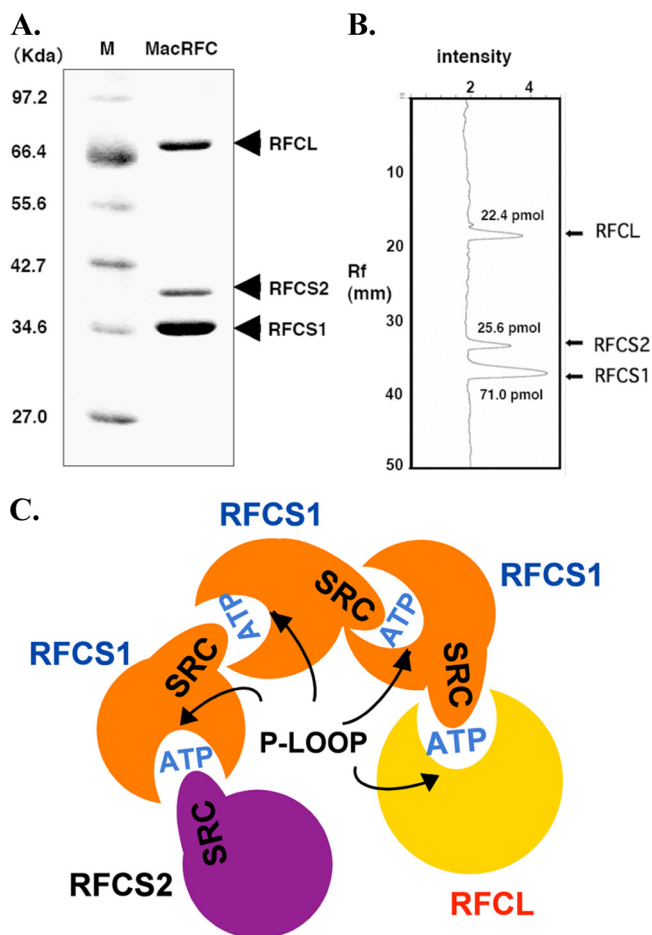 A.
(Kda) M MacRFC
97.2
66.4
55.6
42.7
34.6
27.0
RFCL
RFCS2
RFCS1
B.
intensity
2 4
10
20
Rf
(mm)
30
40
50
22.4 pmol
25.6 pmol
71.0 pmol
RFCL
RFCS2
RFCS1
C.
RFCS1
RFCS1
RFCS1
SRC
ATP
SRC
ATP
SRC
ATP
P-LOOP
ATP
SRC
RFCS2
RFCL